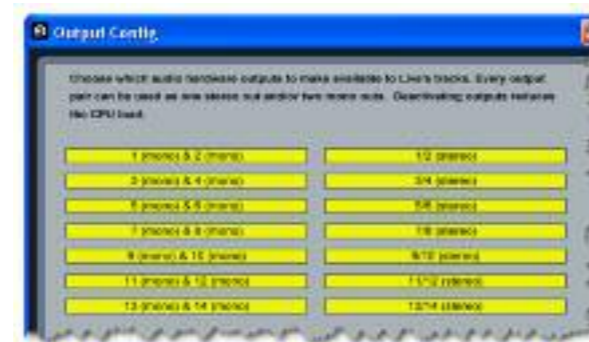 Output Config
Choose which audio hardware outputs to make available to Live's tracks. Every output
pair can be used as one stereo out and/or two mono outs. Deactivating outputs reduces
the CPU load.
1 (mono) & 2 (mono) 1/2 (stereo)
3 (mono) & 4 (mono) 3/4 (stereo)
5 (mono) & 6 (mono) 5/6 (stereo)
7 (mono) & 8 (mono) 7/8 (stereo)
9 (mono) & 10 (mono) 9/10 (stereo)
11 (mono) & 12 (mono) 11/12 (stereo)
13 (mono) & 14 (mono) 13/14 (stereo)